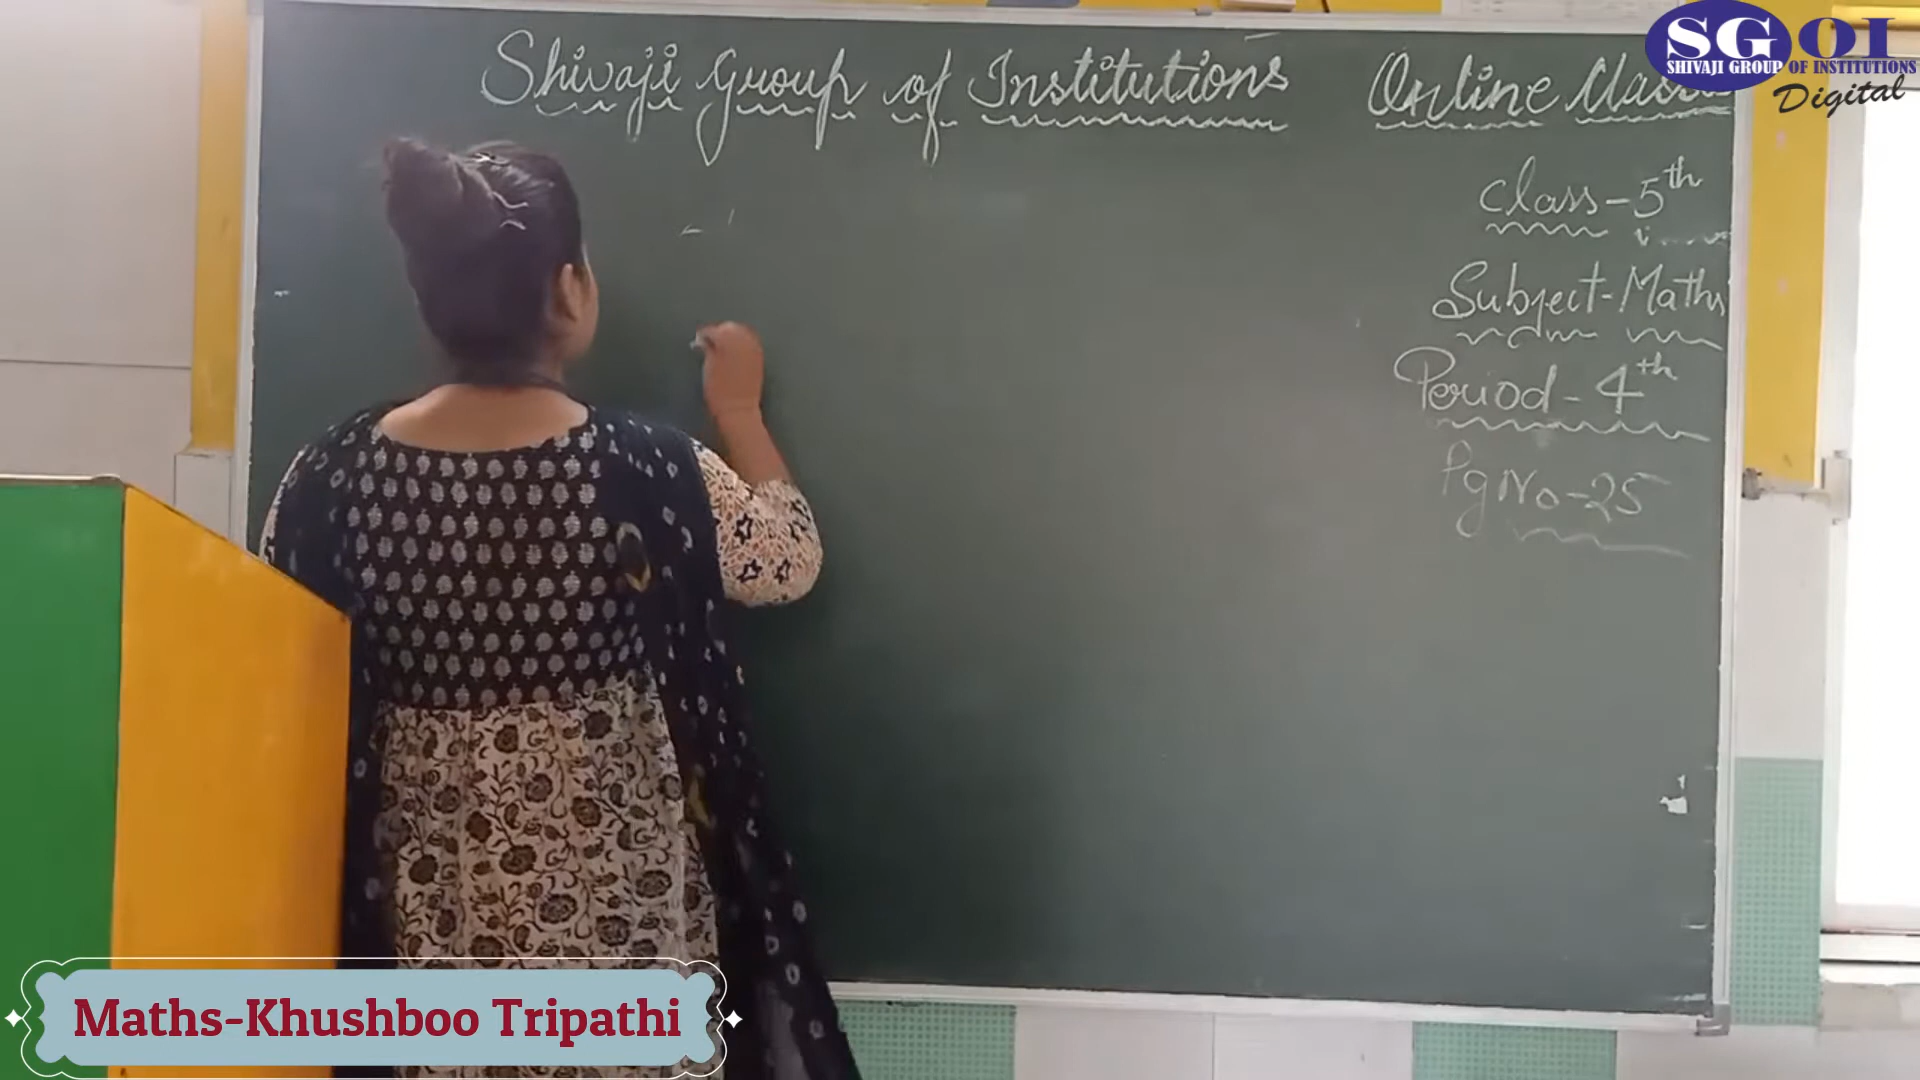 Shivaji Group of Institutions Online
Class-5th
Subject-Maths
Period-4th
Pg No-25
SGOI
SHIVAJI GROUP OF INSTITUTIONS
Digital
Maths-Khushboo Tripathi